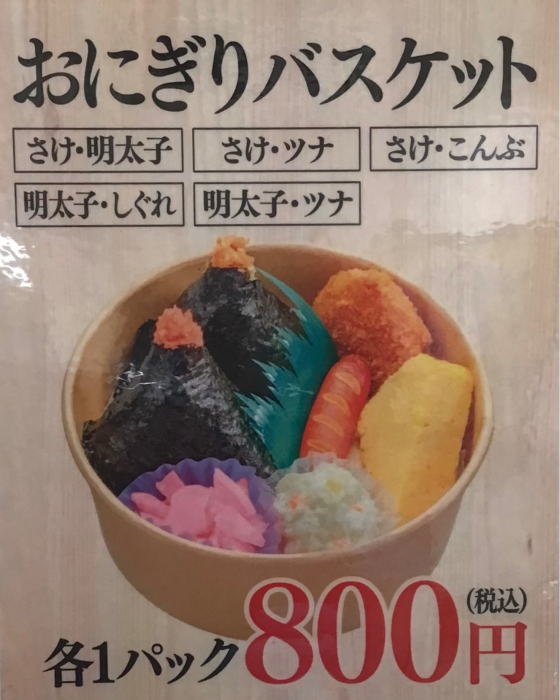 おにぎりバスケット
さけ・明太子 さけ・ツナ さけ・こんぶ
明太子・しぐれ 明太子・ツナ
各1パック800円(税込)